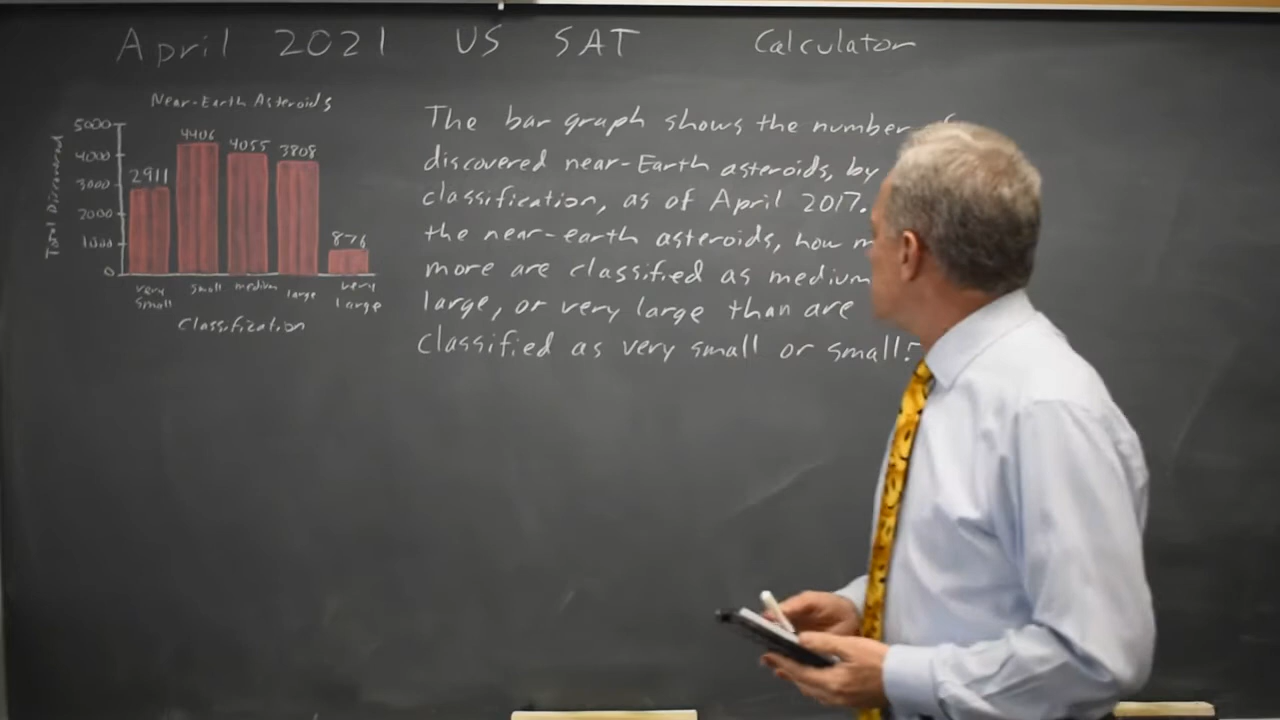 April 2021 US SAT Calculator
Near-Earth Asteroids
5000
4000
3000
2000
1000
0
Total Discovered
2911
4406
4055
3808
876
very small
small
medium
large
very large
Classification
The bar graph shows the number
discovered near-Earth asteroids, by
classification, as of April 2017.
the near-earth asteroids, how
more are classified as medium
large, or very large than are
classified as very small or small?